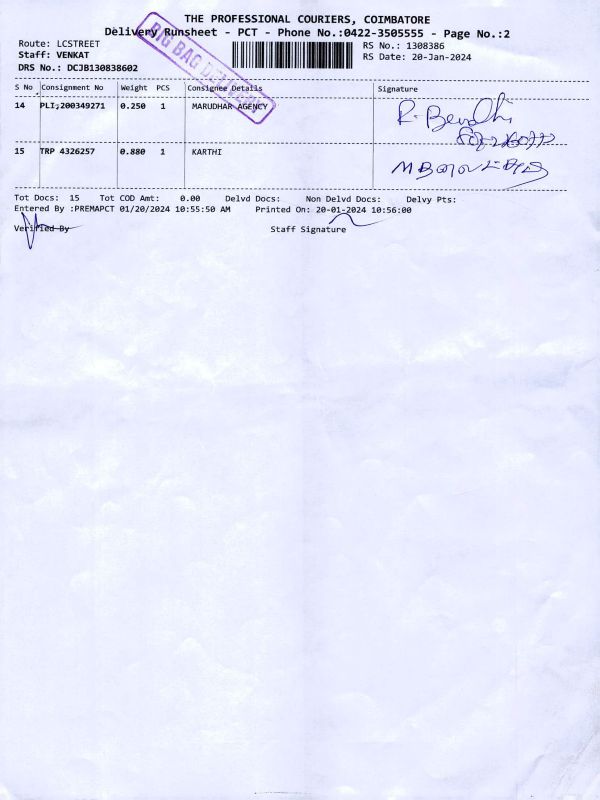 THE PROFESSIONAL COURIERS, COIMBATORE
Delivery Runsheet - PCT - Phone No.:0422-3505555 - Page No.:2
Route: LCSTREET
RS No.: 1308386
Staff: VENKAT
RS Date: 20-Jan-2024
DRS No.: DCJB130838602
BIG BAG DELIVERY
S No Consignment No Weight PCS Consignee Details Signature
14 PLI;200349271 0.250 1 MARUDHAR AGENCY
15 TRP 4326257 0.880 1 KARTHI
Tot Docs: 15 Tot COD Amt: 0.00 Delvd Docs: Non Delvd Docs: Delvy Pts:
Entered By :PREMAPCT 01/20/2024 10:55:50 AM Printed On: 20-01-2024 10:56:00
Verified By Staff Signature